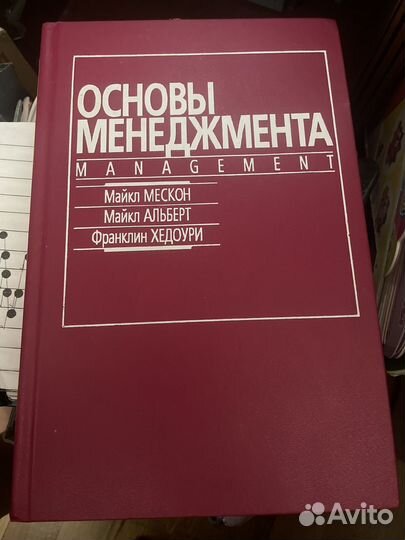 ОСНОВЫ
МЕНЕДЖМЕНТА
MANAGEMENT
Майкл МЕСКОН
Майкл АЛЬБЕРТ
Франклин ХЕДОУРИ
Avito